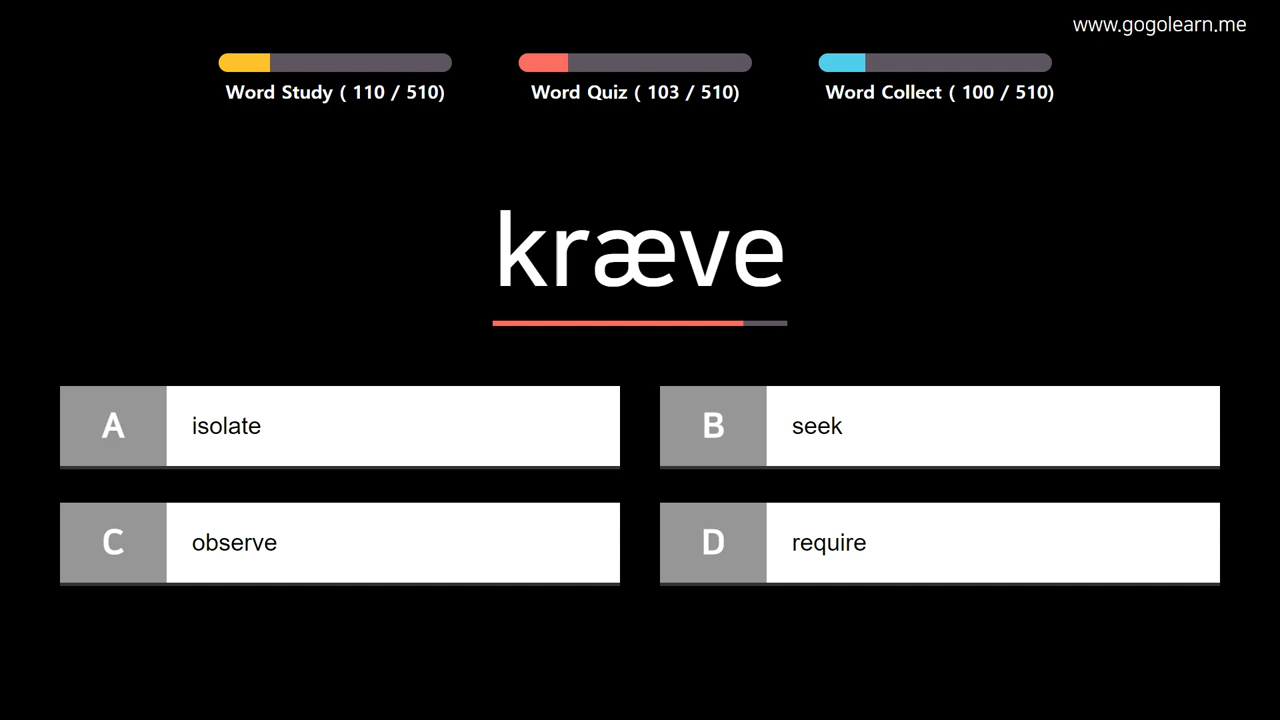 www.gogolearn.me
Word Study ( 110 / 510)
Word Quiz ( 103 / 510)
Word Collect ( 100 / 510)
kræve
A isolate
B seek
C observe
D require